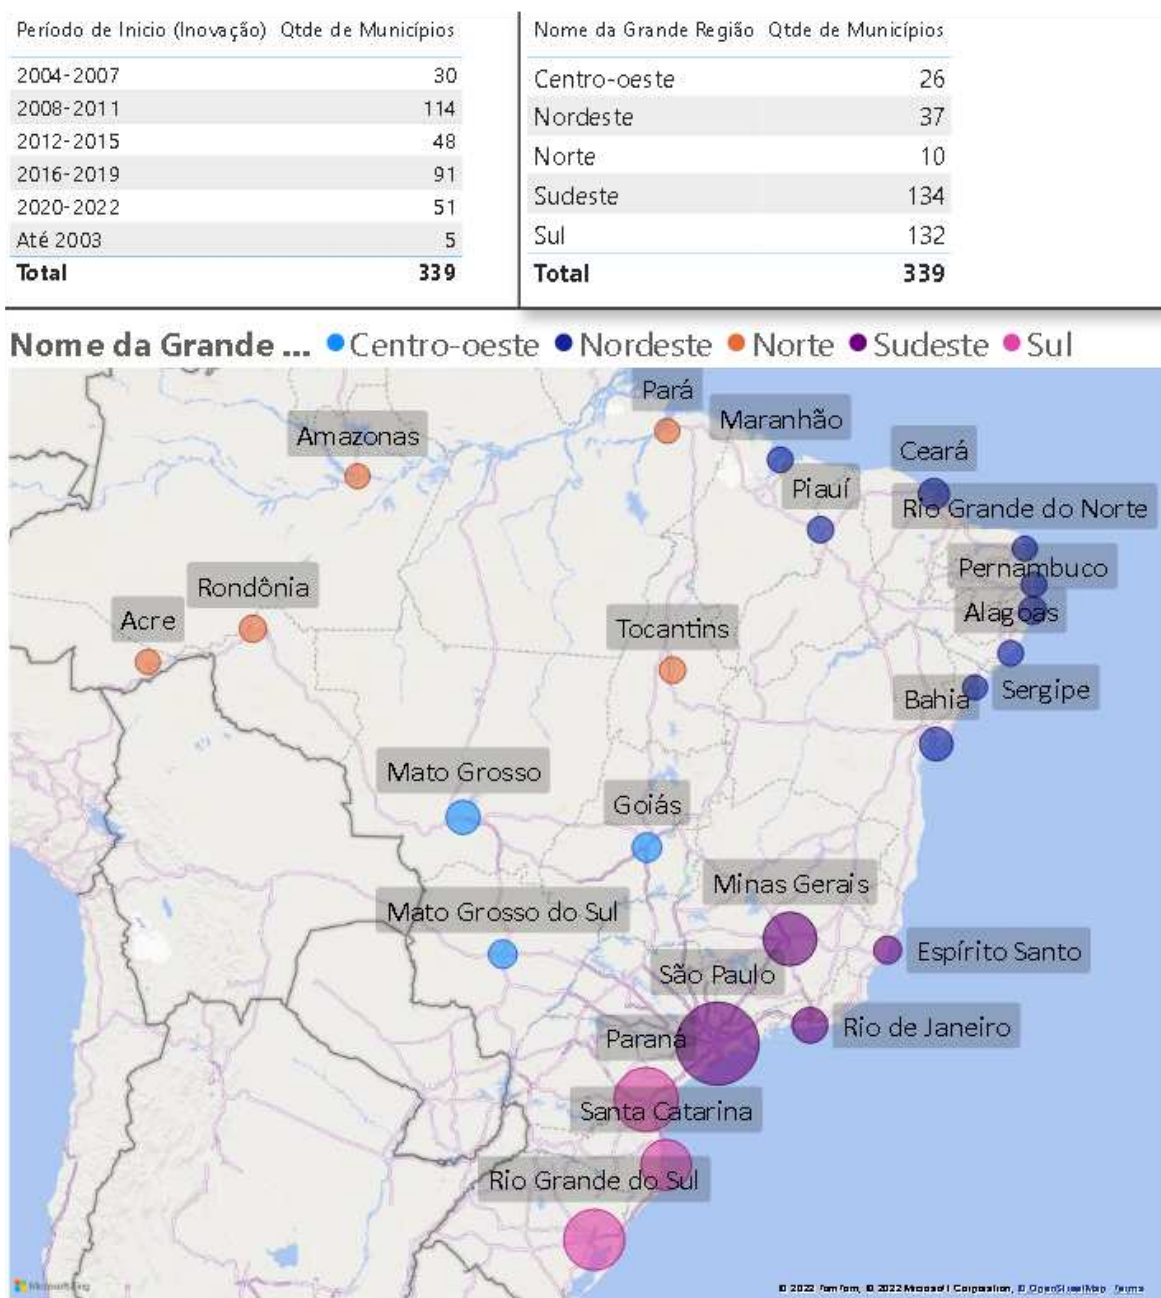 Período de Inicio (Inovação) Qtde de Municípios
2004-2007 30
2008-2011 114
2012-2015 48
2016-2019 91
2020-2022 51
Até 2003 5
Total 339
Nome da Grande Região Qtde de Municípios
Centro-oeste 26
Nordeste 37
Norte 10
Sudeste 134
Sul 132
Total 339
Nome da Grande ... Centro-oeste Nordeste Norte Sudeste Sul
Pará
Maranhão
Amazonas
Ceará
Piauí
Rio Grande do Norte
Pernambuco
Rondônia
Alagoas
Acre
Tocantins
Sergipe
Bahia
Mato Grosso
Goiás
Minas Gerais
Mato Grosso do Sul
Espírito Santo
São Paulo
Rio de Janeiro
Paraná
Santa Catarina
Rio Grande do Sul
Microsoft Bing
© 2022 TomTom, © 2022 Microsoft Corporation, © OpenStreetMap Terms